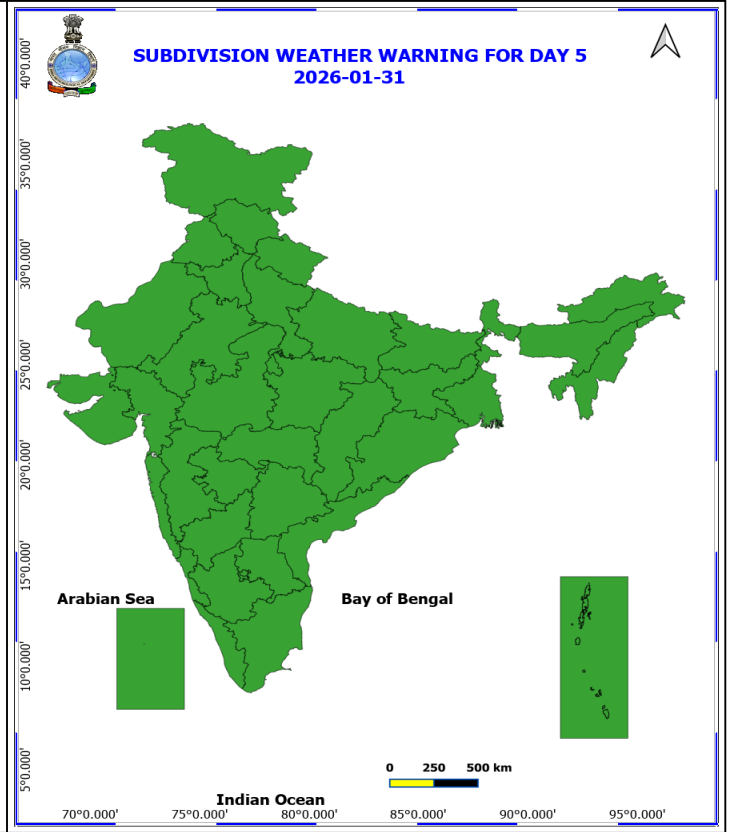 SUBDIVISION WEATHER WARNING FOR DAY 5
2026-01-31
40°0.000'
35°0.000'
30°0.000'
25°0.000'
20°0.000'
15°0.000'
10°0.000'
5°0.000'
Arabian Sea
Bay of Bengal
0 250 500 km
Indian Ocean
70°0.000' 75°0.000' 80°0.000' 85°0.000' 90°0.000' 95°0.000'